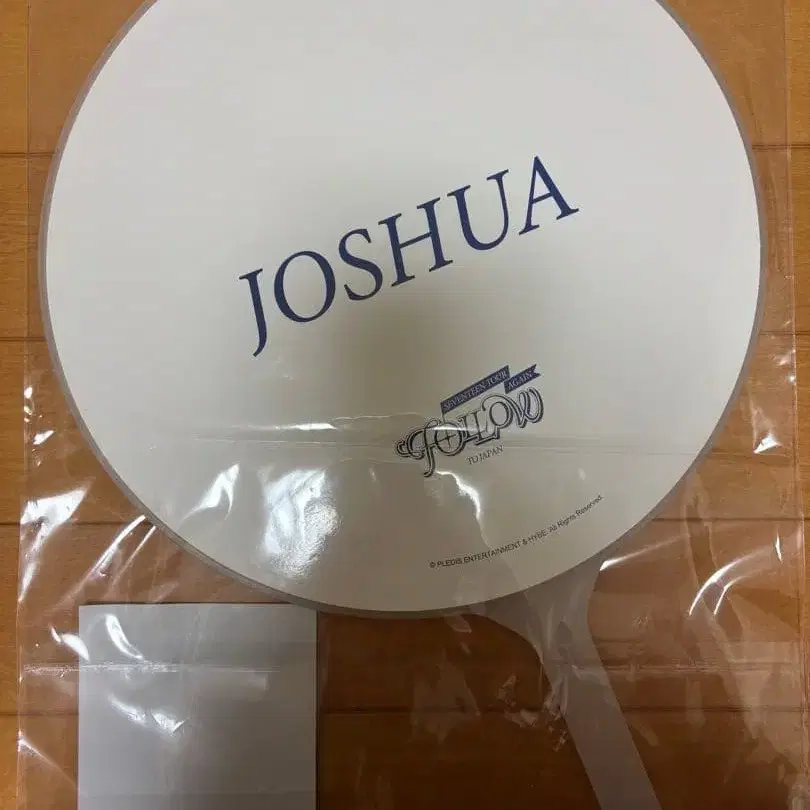 JOSHUA
SEVENTEEN TOUR
AGAIN
FOLLOW
TO JAPAN
© PLEDIS ENTERTAINMENT & HYBE. All Rights Reserved.